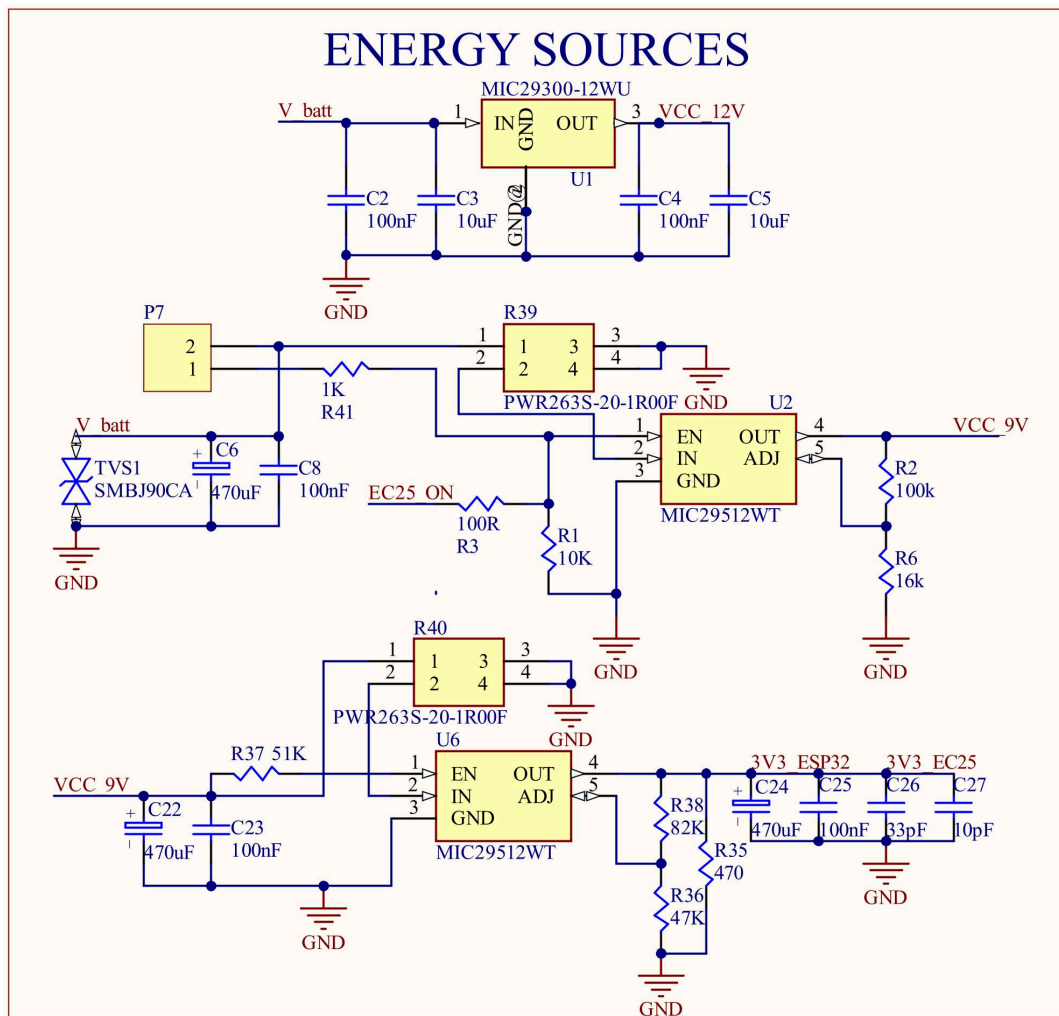 ENERGY SOURCES
MIC29300-12WU
V_batt
1
IN
GND
OUT
3
VCC_12V
U1
GND@2
C2
100nF
C3
10uF
C4
100nF
C5
10uF
GND
P7
2
1
R39
1
2
1
2
3
4
3
4
GND
PWR263S-20-1R00F
1K
R41
U2
V_batt
TVS1
SMBJ90CA
+
C6
470uF
C8
100nF
GND
1
2
3
EN
IN
GND
OUT
ADJ
4
5
MIC29512WT
VCC_9V
R2
100k
R6
16k
GND
EC25_ON
100R
R3
R1
10K
GND
R40
1
2
1
2
3
4
3
4
GND
PWR263S-20-1R00F
U6
R37 51K
VCC_9V
1
2
3
EN
IN
GND
OUT
ADJ
4
5
MIC29512WT
+
C22
470uF
C23
100nF
GND
R38
82K
R35
470
R36
47K
GND
3V3_ESP32
3V3_EC25
+
C24
470uF
C25
100nF
C26
33pF
C27
10pF
GND